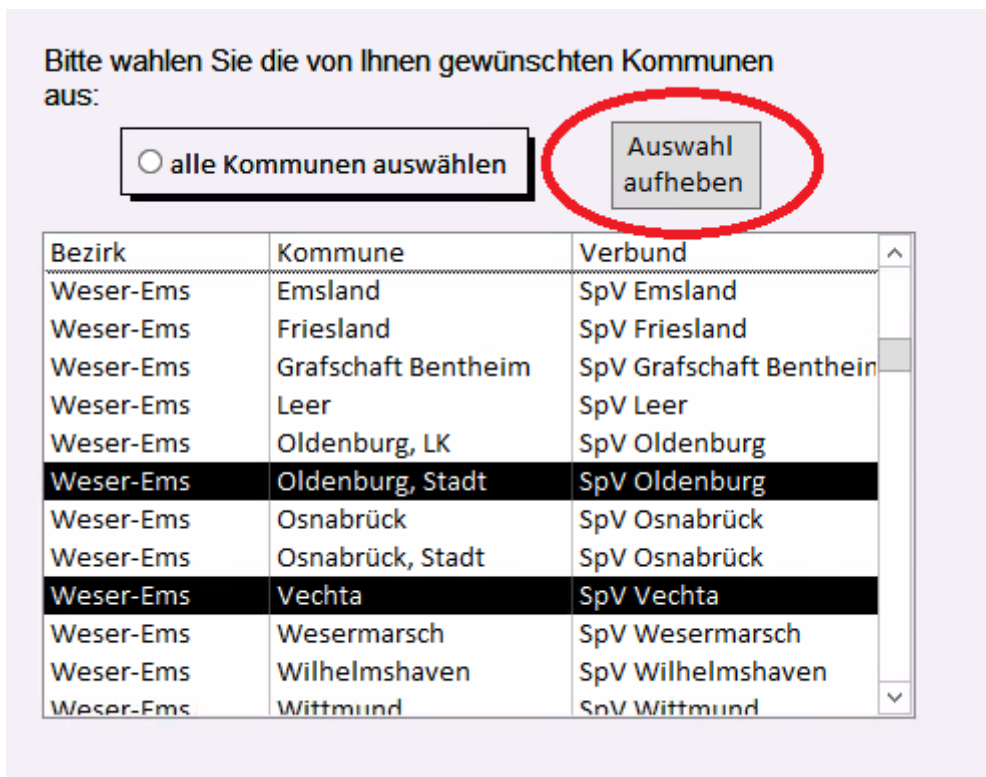 Bitte wahlen Sie die von Ihnen gewünschten Kommunen
aus:
alle Kommunen auswählen
Auswahl
aufheben
Bezirk Kommune Verbund
Weser-Ems Emsland SpV Emsland
Weser-Ems Friesland SpV Friesland
Weser-Ems Grafschaft Bentheim SpV Grafschaft Bentheim
Weser-Ems Leer SpV Leer
Weser-Ems Oldenburg, LK SpV Oldenburg
Weser-Ems Oldenburg, Stadt SpV Oldenburg
Weser-Ems Osnabrück SpV Osnabrück
Weser-Ems Osnabrück, Stadt SpV Osnabrück
Weser-Ems Vechta SpV Vechta
Weser-Ems Wesermarsch SpV Wesermarsch
Weser-Ems Wilhelmshaven SpV Wilhelmshaven
Weser-Ems Wittmund SpV Wittmund